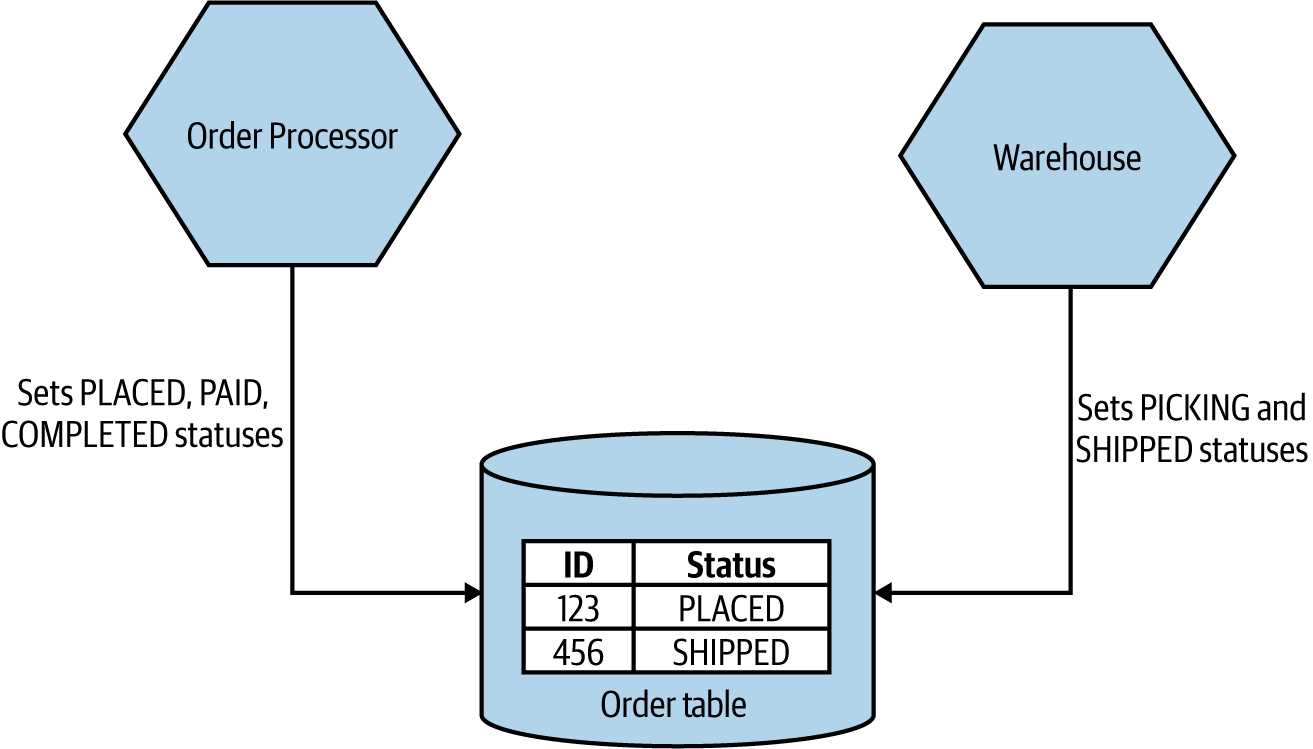 Order Processor
Warehouse
Sets PLACED, PAID,
COMPLETED statuses
Sets PICKING and
SHIPPED statuses
ID Status
123 PLACED
456 SHIPPED
Order table